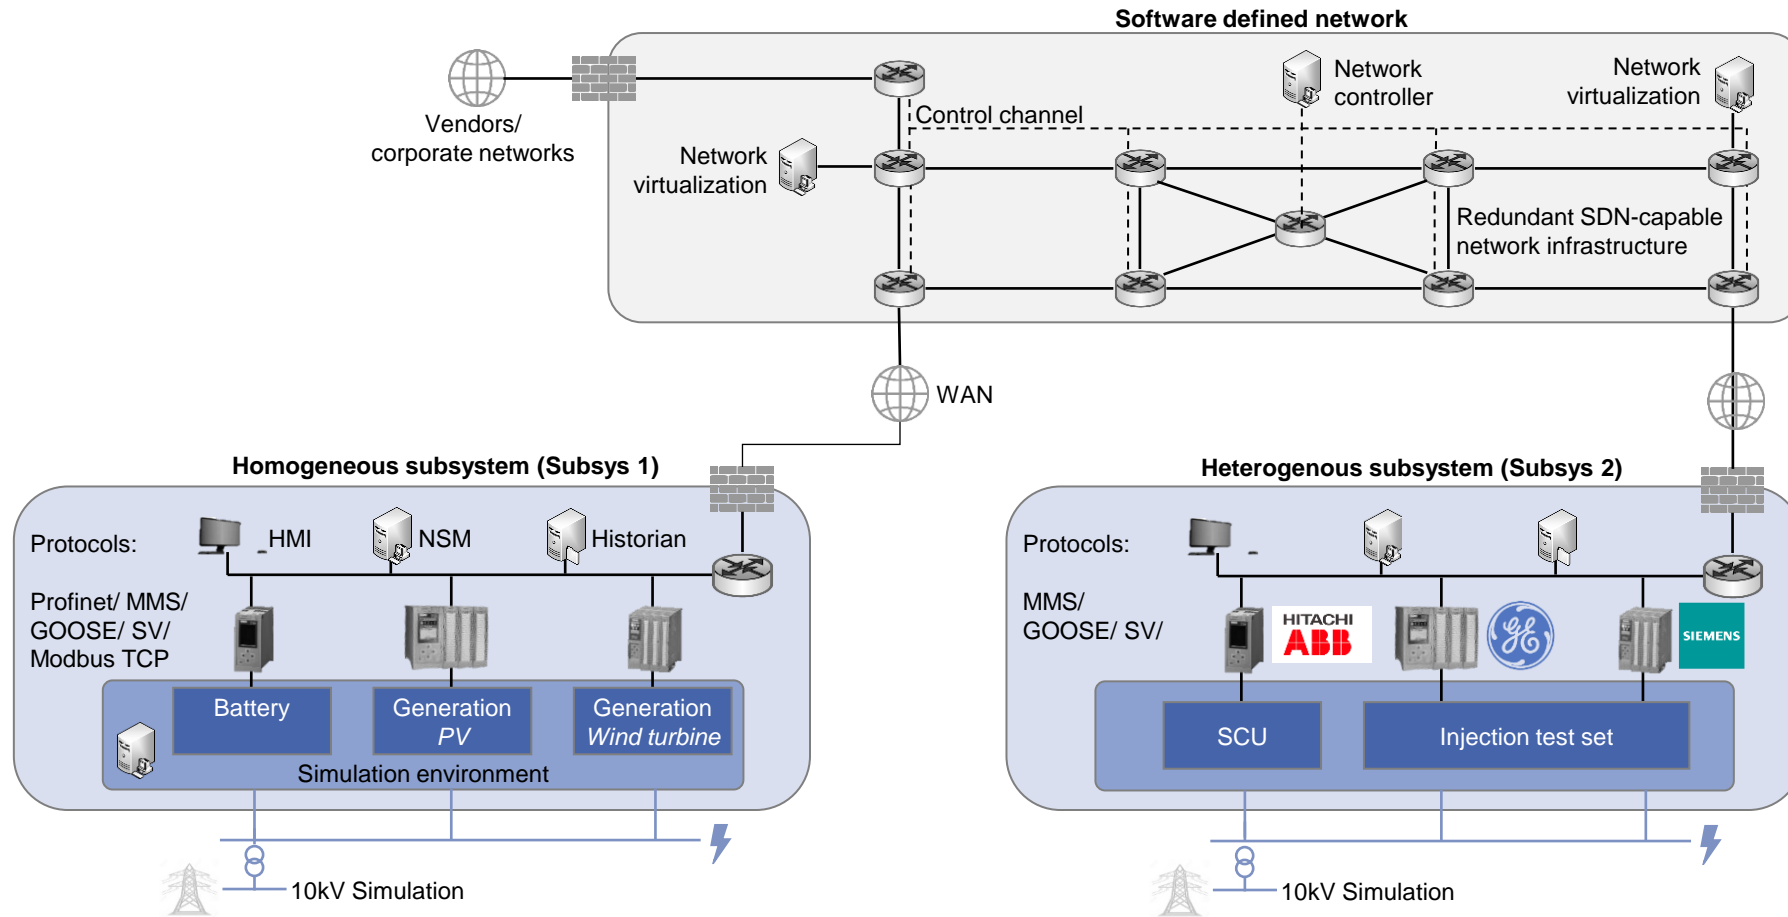 Software defined network
Vendors/
corporate networks
Control channel
Network
controller
Network
virtualization
Network
virtualization
Redundant SDN-capable
network infrastructure
WAN
Homogeneous subsystem (Subsys 1)
Protocols:
HMI
NSM
Historian
Profinet/ MMS/
GOOSE/ SV/
Modbus TCP
Battery
Generation
PV
Generation
Wind turbine
Simulation environment
10kV Simulation
Heterogenous subsystem (Subsys 2)
Protocols:
MMS/
GOOSE/ SV/
HITACHI
ABB
GE
SIEMENS
SCU
Injection test set
10kV Simulation